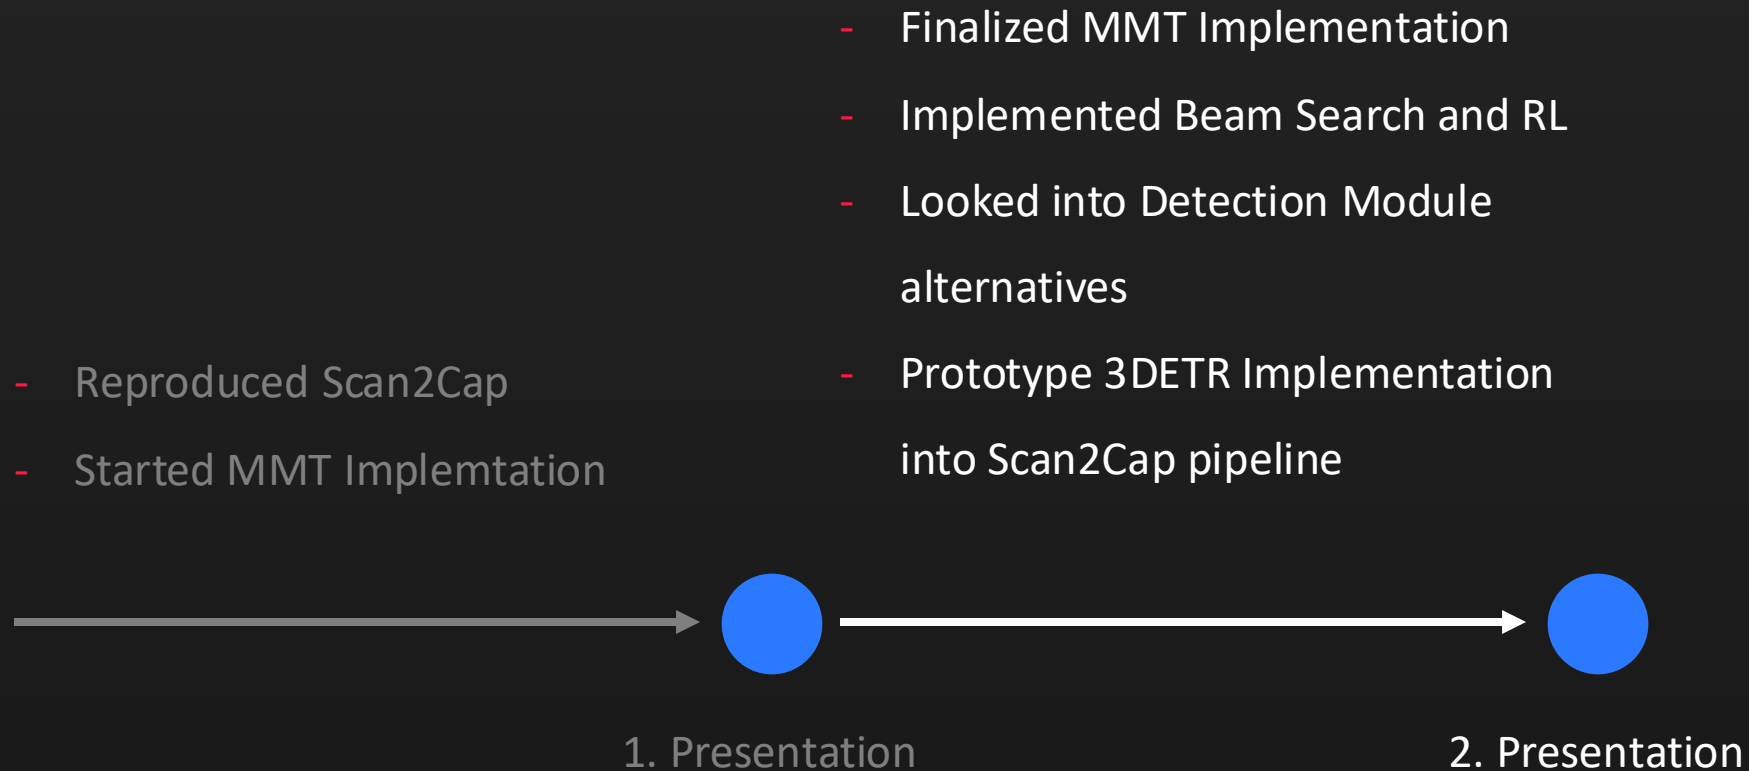 - Reproduced Scan2Cap
- Started MMT Implemtation
- Finalized MMT Implementation
- Implemented Beam Search and RL
- Looked into Detection Module
alternatives
- Prototype 3DETR Implementation
into Scan2Cap pipeline
1. Presentation
2. Presentation